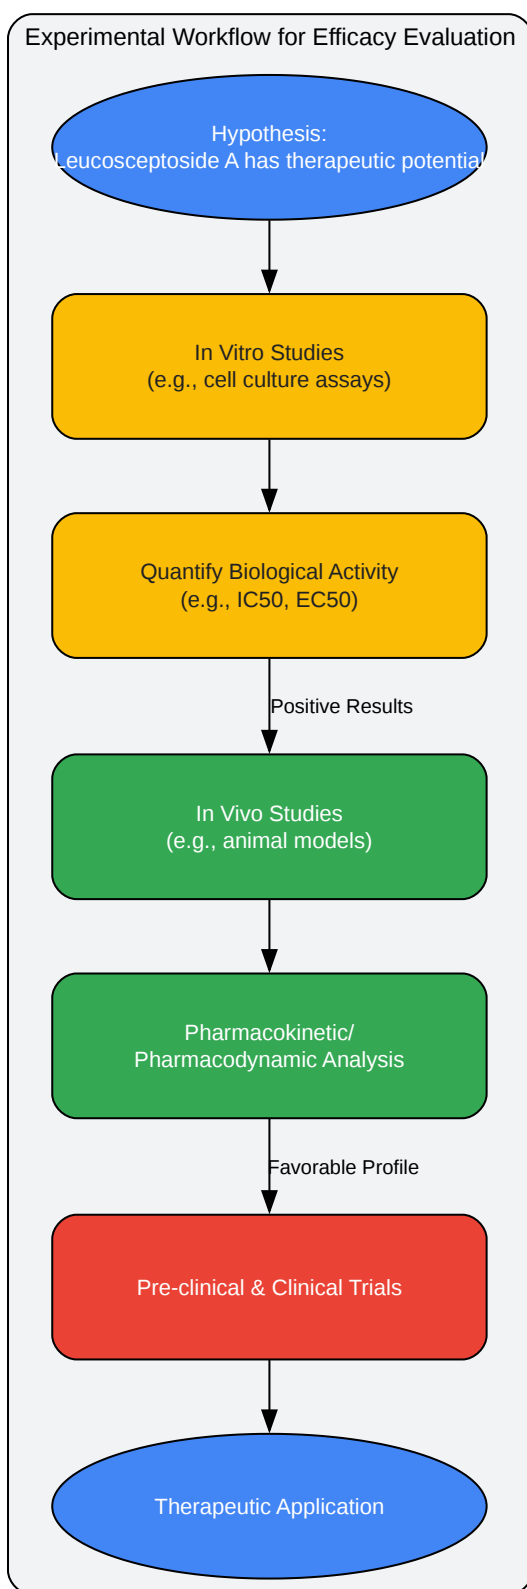 Experimental Workflow for Efficacy Evaluation
Hypothesis:
Leucosceptoside A has therapeutic potential
In Vitro Studies
(e.g., cell culture assays)
Quantify Biological Activity
(e.g., IC50, EC50)
Positive Results
In Vivo Studies
(e.g., animal models)
Pharmacokinetic/
Pharmacodynamic Analysis
Favorable Profile
Pre-clinical & Clinical Trials
Therapeutic Application